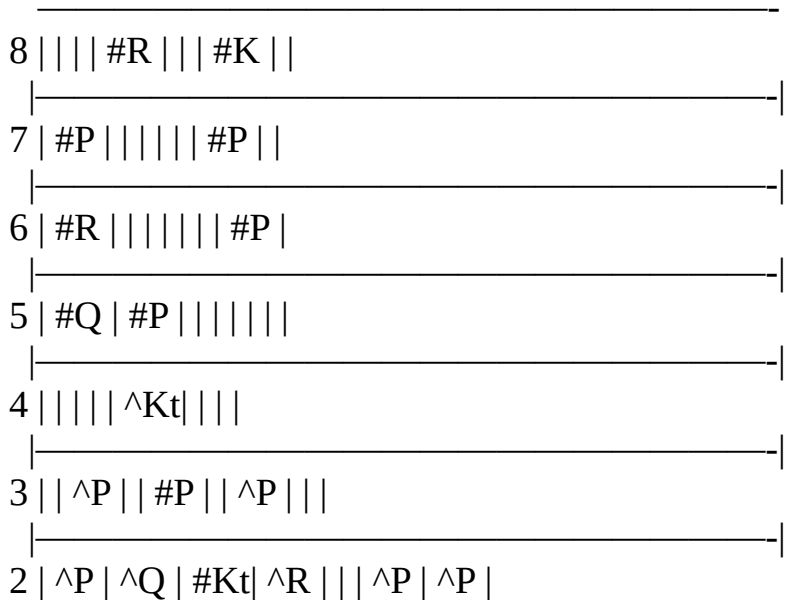 —————————————————————-
8 | | | | #R | | | #K | |
|—————————————————————-|
7 | #P | | | | | | #P | |
|—————————————————————-|
6 | #R | | | | | | | #P |
|—————————————————————-|
5 | #Q | #P | | | | | | |
|—————————————————————-|
4 | | | | | ^Kt| | | |
|—————————————————————-|
3 | | ^P | | #P | | ^P | | |
|—————————————————————-|
2 | ^P | ^Q | #Kt| ^R | | | ^P | ^P |